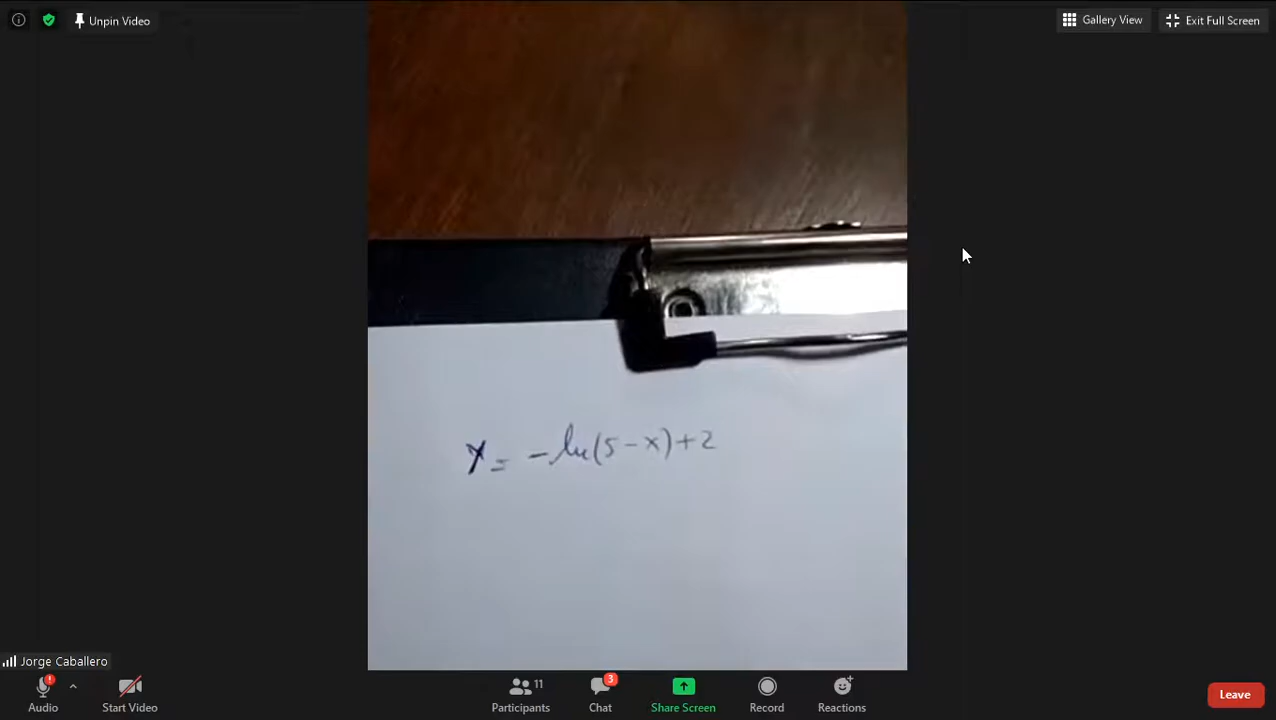 Unpin Video
Gallery View
Exit Full Screen
y = -ln(5-x)+2
Jorge Caballero
Audio
Start Video
11
Participants
3
Chat
Share Screen
Record
Reactions
Leave